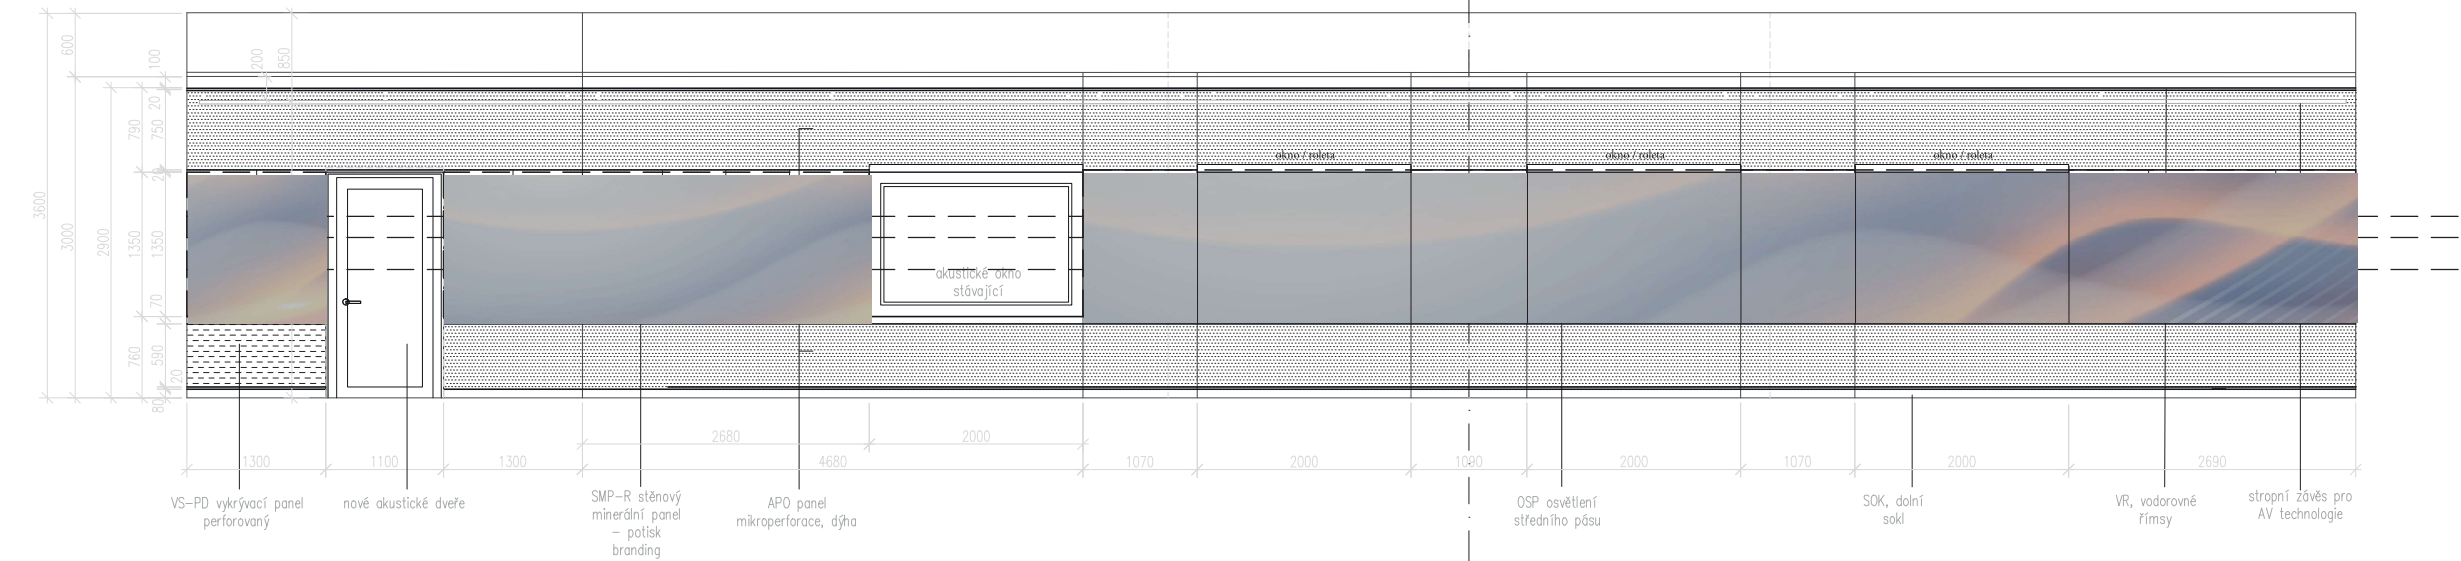 600
100
200
850
20
790
750
20
3600
3000
2900
1350
1350
70
760
590
20
80
okno / roleta
okno / roleta
okno / roleta
akustické okno
stávající
2680
2000
1300
1100
1300
4680
1070
2000
1090
2000
1070
2000
2690
VS-PD vykrývací panel
perforovaný
nové akustické dveře
SMP-R stěnový
minerální panel
- potisk
branding
APO panel
mikroperforace, dýha
OSP osvětlení
středního pásu
SOK, dolní
sokl
VR, vodorovné
římsy
stropní závěs pro
AV technologie